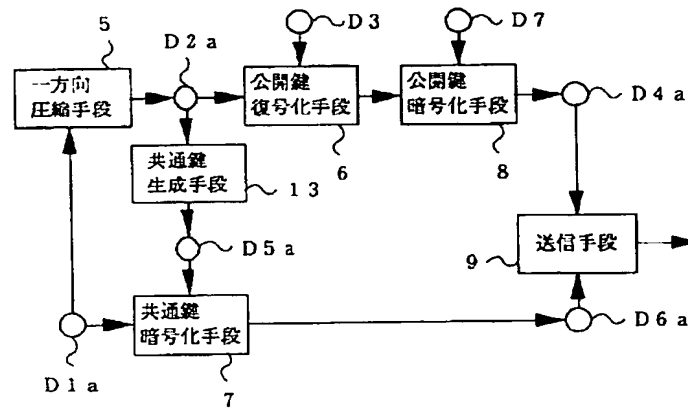 5
D2a
D3
D7
一方向
圧縮手段
公開鍵
復号化手段
公開鍵
暗号化手段
D4a
6
8
共通鍵
生成手段
13
D5a
送信手段
9
共通鍵
暗号化手段
D6a
D1a
7